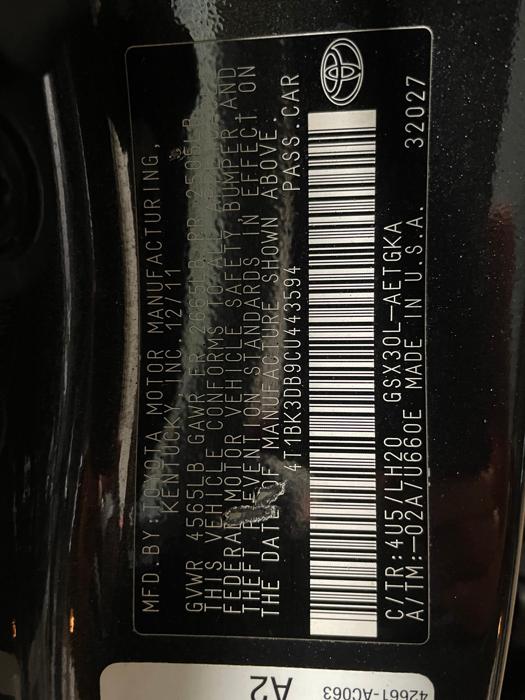 MFD.BY:TOYOTA MOTOR MANUFACTURING,
KENTUCKY, INC. 12/11
GVWR 4565LB GAWR FR 2665LB RR 2505LB
THIS VEHICLE CONFORMS TO ALL
FEDERAL MOTOR VEHICLE SAFETY BUMPER AND
THEFT PREVENTION STANDARDS IN EFFECT ON
THE DATE OF MANUFACTURE SHOWN ABOVE.
4T1BK3DB9CU443594 PASS.CAR
C/TR:4U5/LH20 GSX30L-AETGKA
A/TM:-02A/U660E MADE IN U.S.A. 32027
42661-AC063
A2